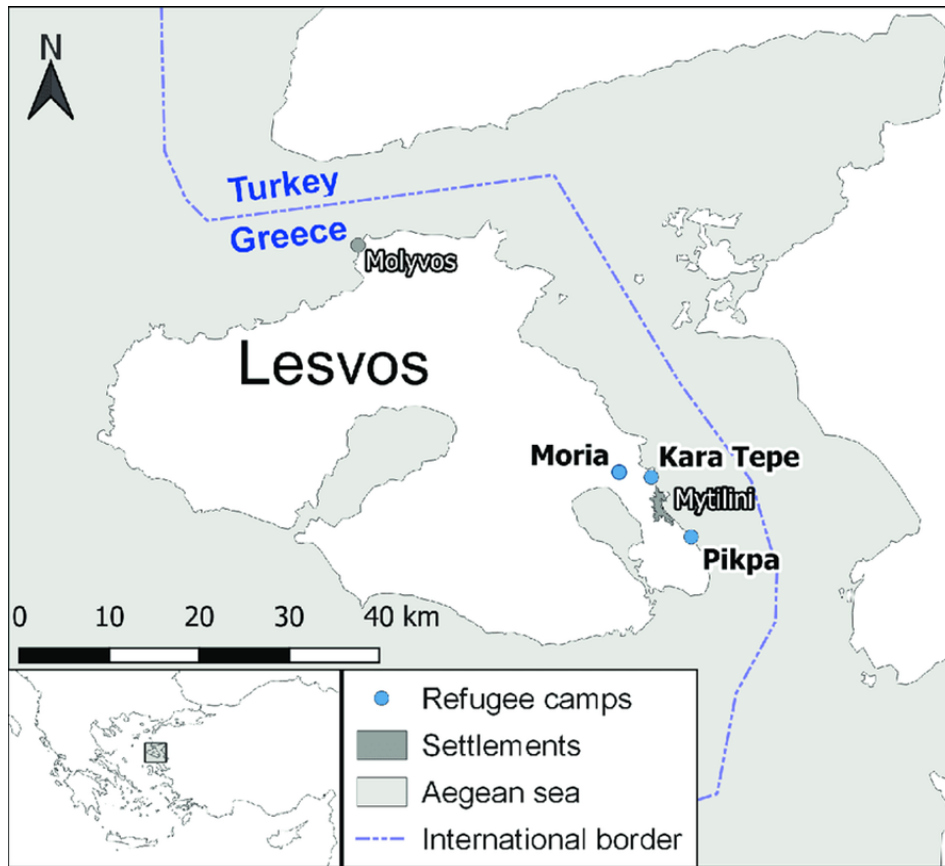 N
Turkey
Greece
Molyvos
Lesvos
Moria
Kara Tepe
Mytilini
Pikpa
0 10 20 30 40 km
Refugee camps
Settlements
Aegean sea
International border